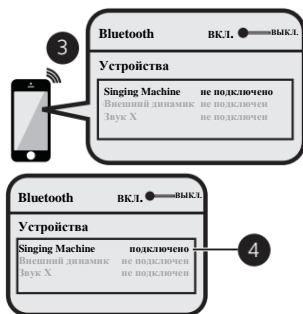 3
Bluetooth ВКЛ. ВЫКЛ.
Устройства
Singing Machine не подключено
Внешний динамик не подключен
Звук X не подключен
Bluetooth ВКЛ. ВЫКЛ.
Устройства
Singing Machine подключено
4
Внешний динамик не подключен
Звук X не подключен